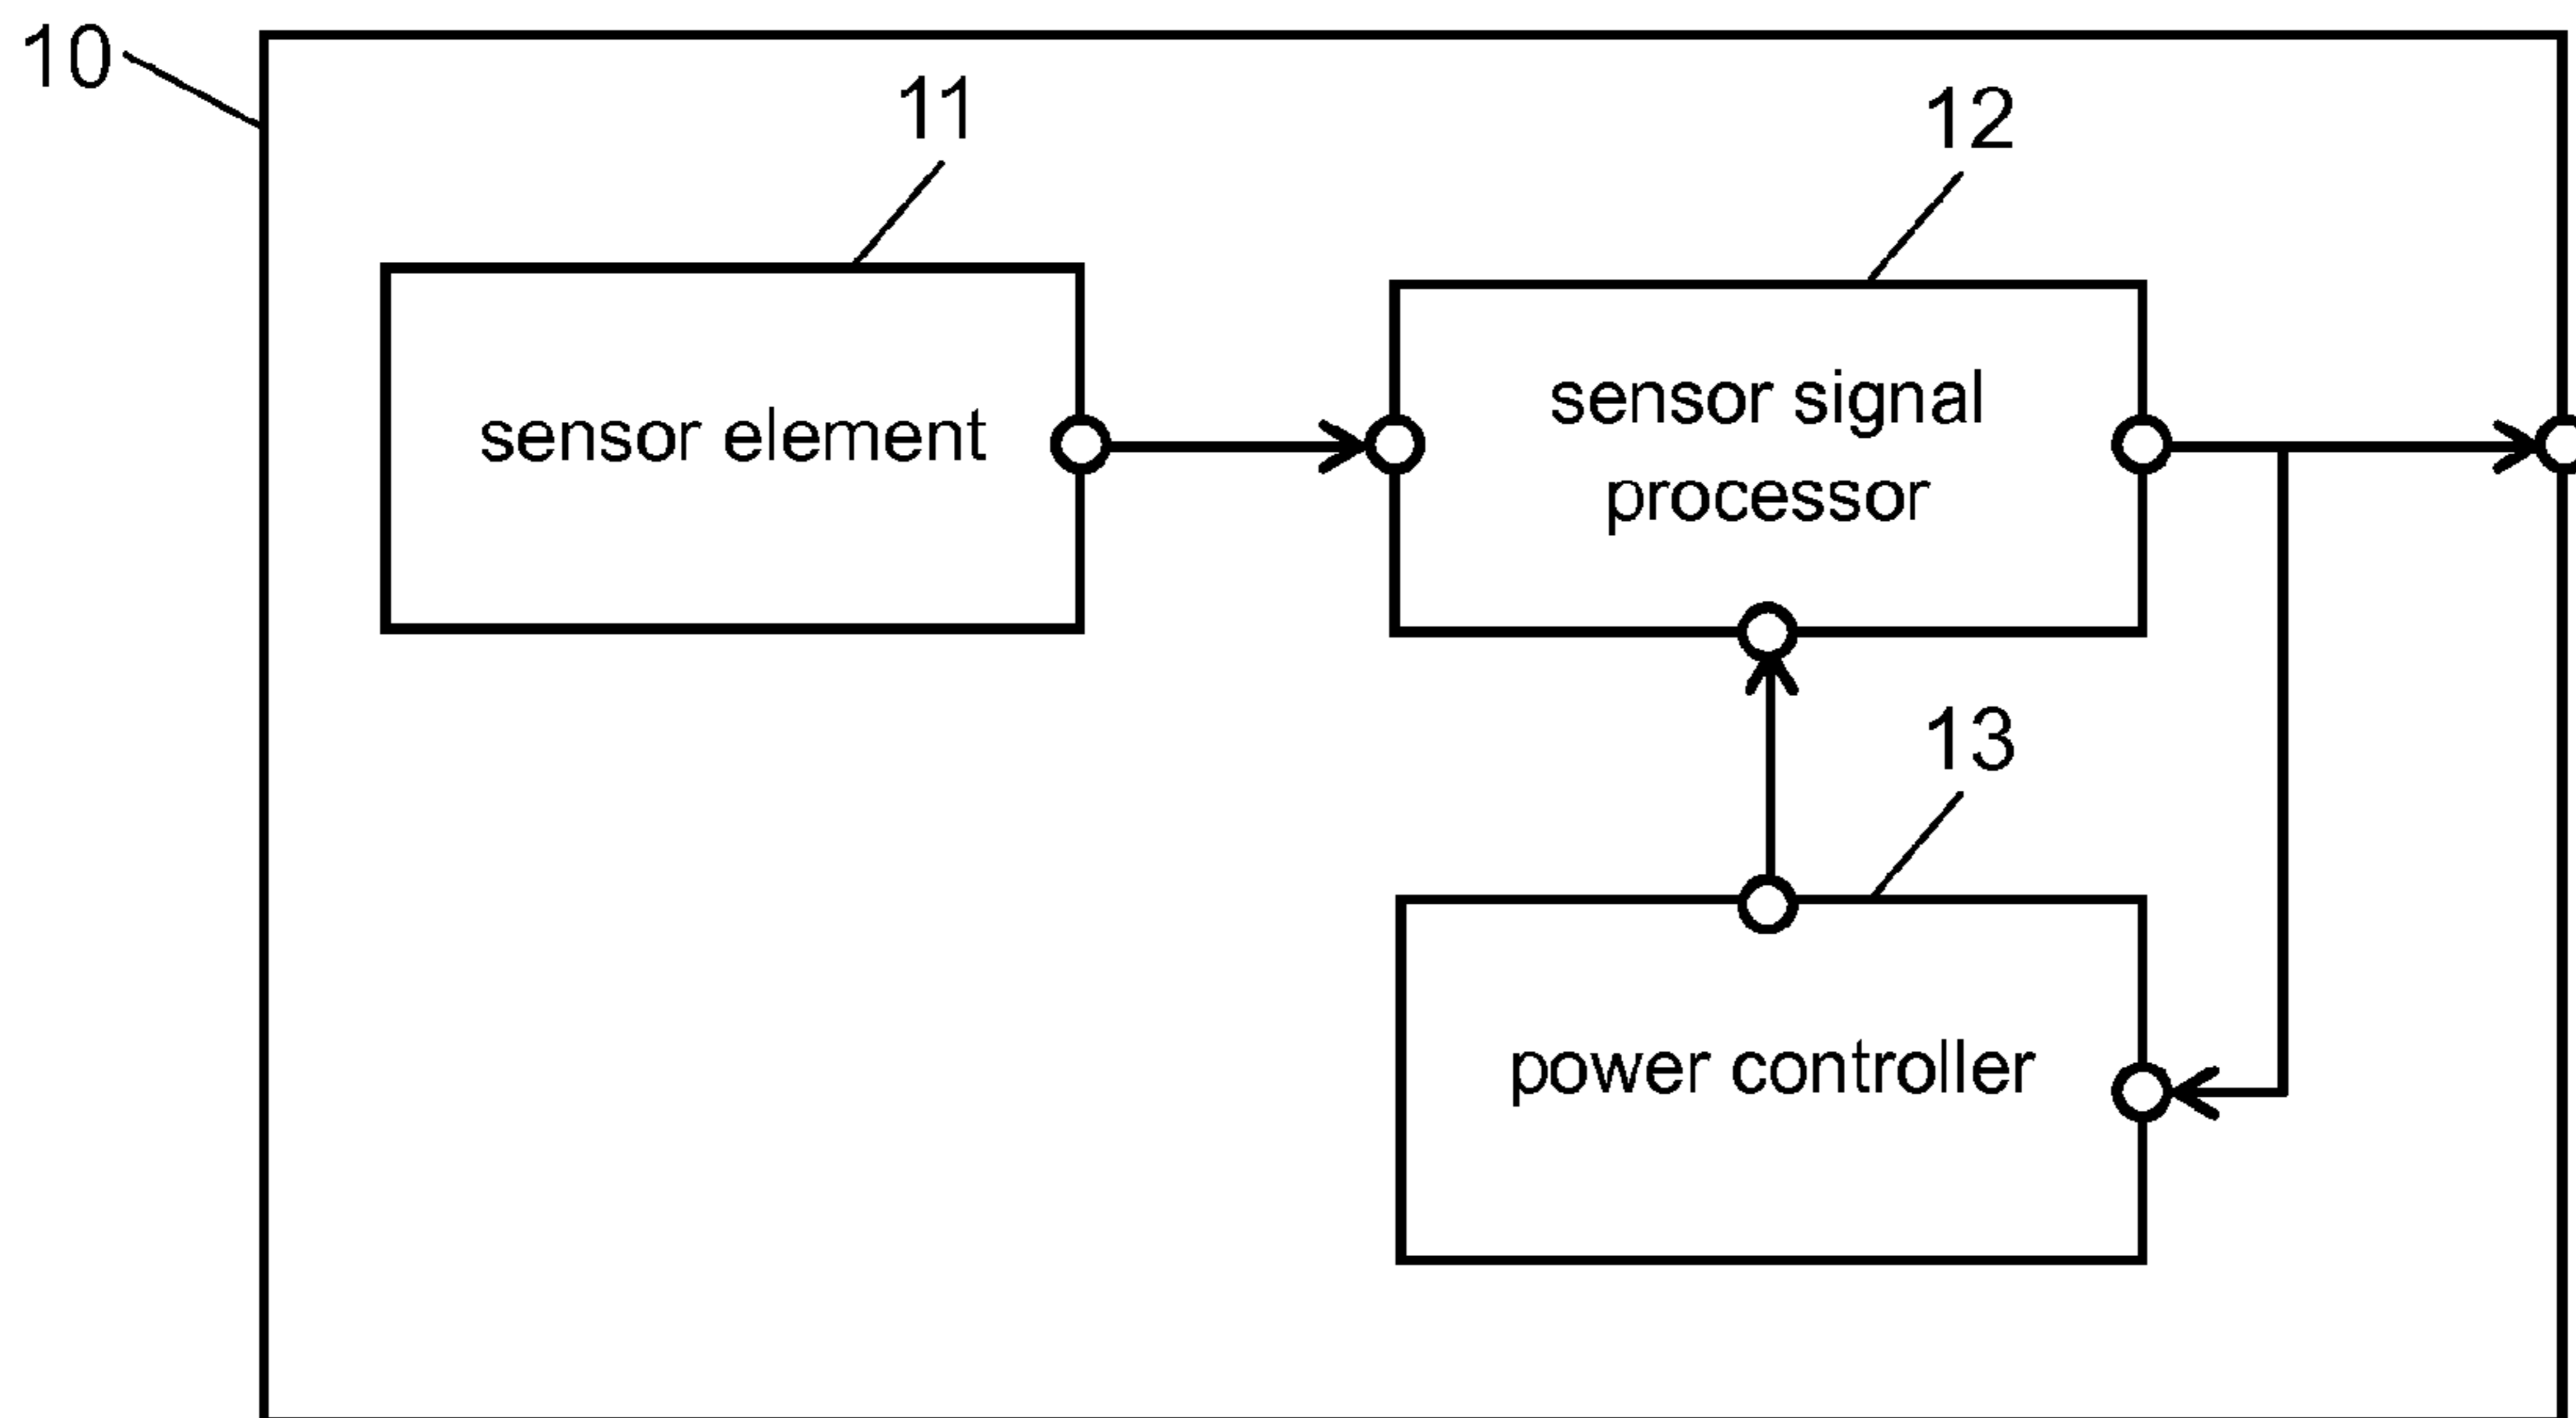 10
11
12
sensor element
sensor signal
processor
13
power controller